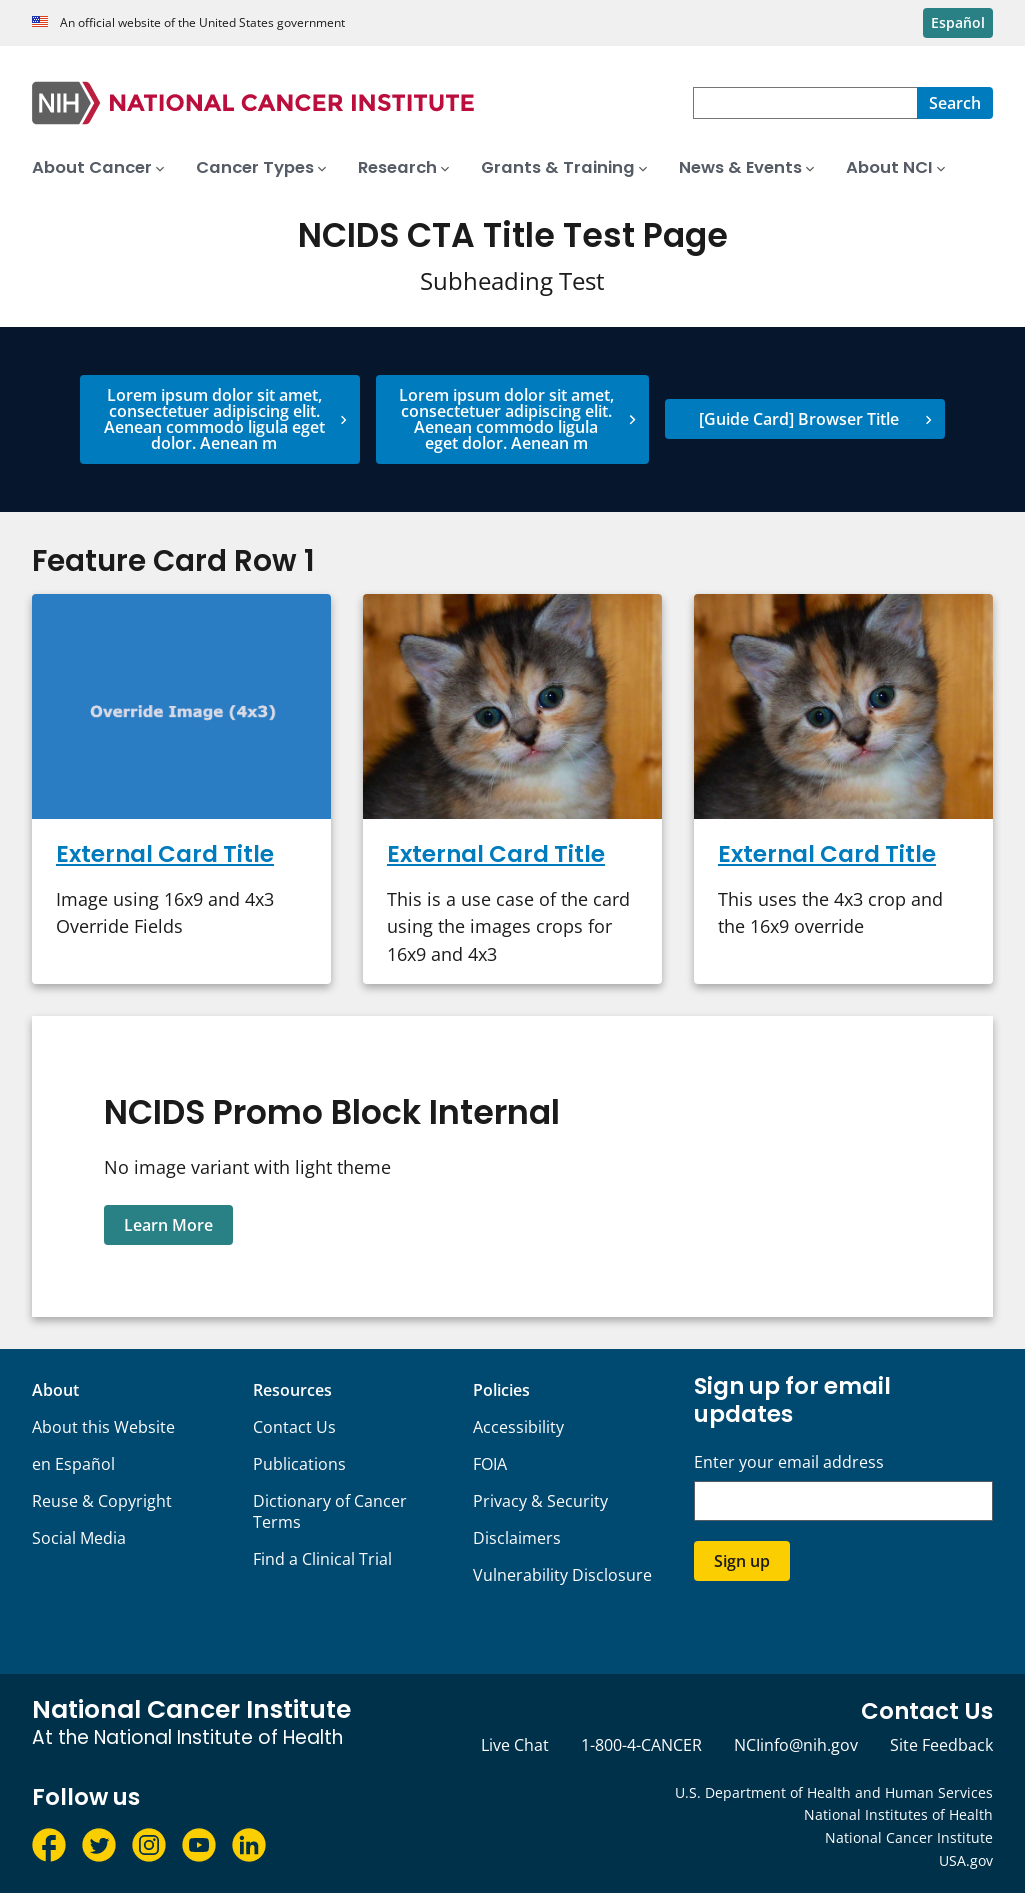 An official website of the United States government
Español
NIH NATIONAL CANCER INSTITUTE
Search
About Cancer
Cancer Types
Research
Grants & Training
News & Events
About NCI
NCIDS CTA Title Test Page
Subheading Test
Lorem ipsum dolor sit amet,
consectetuer adipiscing elit.
Aenean commodo ligula eget
dolor. Aenean m
Lorem ipsum dolor sit amet,
consectetuer adipiscing elit.
Aenean commodo ligula
eget dolor. Aenean m
[Guide Card] Browser Title
Feature Card Row 1
Override Image (4x3)
External Card Title
Image using 16x9 and 4x3
Override Fields
External Card Title
This is a use case of the card
using the images crops for
16x9 and 4x3
External Card Title
This uses the 4x3 crop and
the 16x9 override
NCIDS Promo Block Internal
No image variant with light theme
Learn More
About
About this Website
en Español
Reuse & Copyright
Social Media
Resources
Contact Us
Publications
Dictionary of Cancer
Terms
Find a Clinical Trial
Policies
Accessibility
FOIA
Privacy & Security
Disclaimers
Vulnerability Disclosure
Sign up for email
updates
Enter your email address
Sign up
National Cancer Institute
At the National Institute of Health
Contact Us
Live Chat
1-800-4-CANCER
NCIinfo@nih.gov
Site Feedback
Follow us
U.S. Department of Health and Human Services
National Institutes of Health
National Cancer Institute
USA.gov